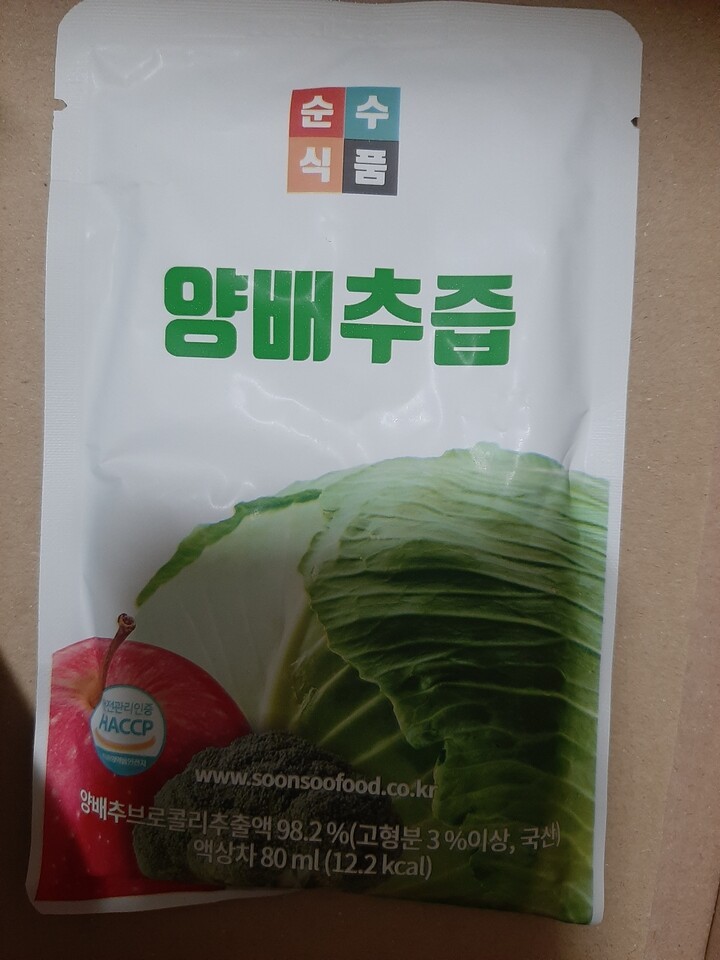 순수
식품
양배추즙
HACCP
www.soonsoofood.co.kr
양배추브로콜리추출액 98.2 %(고형분 3 %이상, 국산)
액상차 80 ml (12.2 kcal)